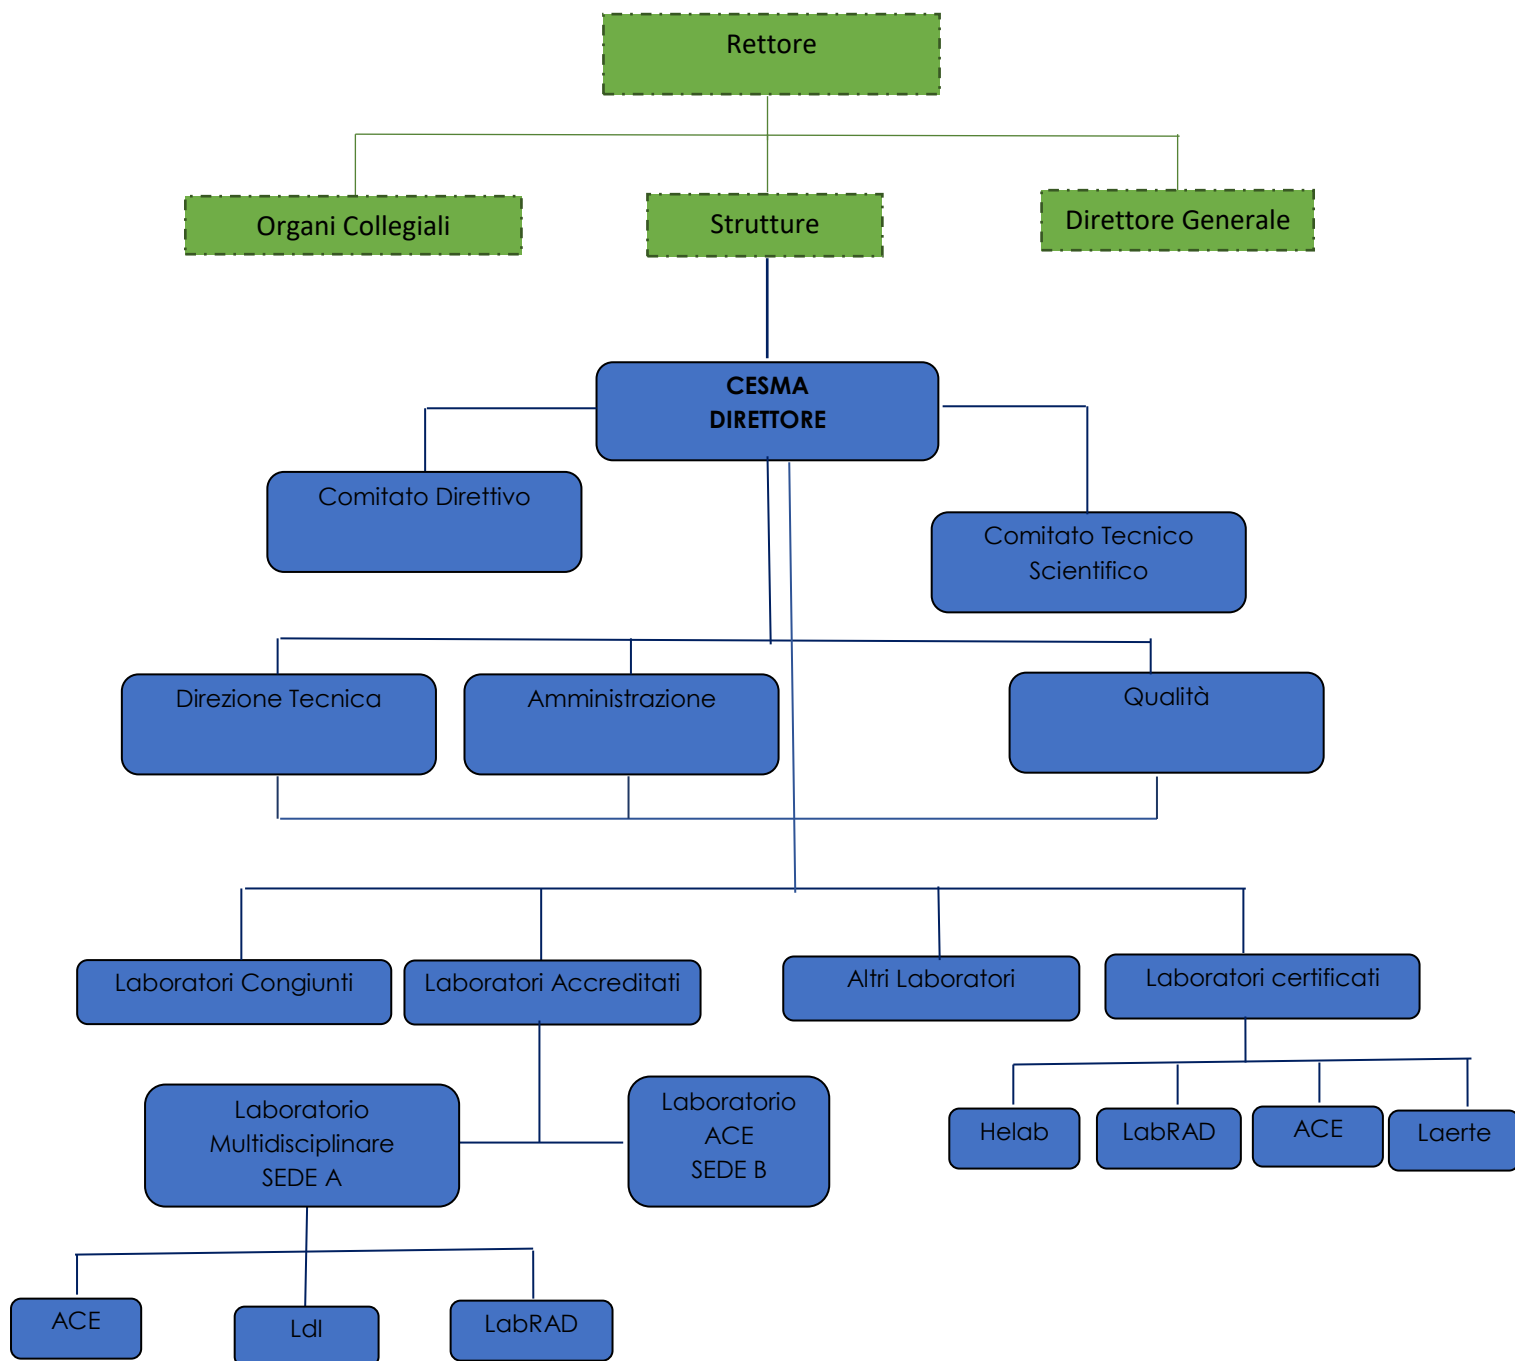 Rettore
Organi Collegiali
Strutture
Direttore Generale
CESMA
DIRETTORE
Comitato Direttivo
Comitato Tecnico
Scientifico
Direzione Tecnica
Amministrazione
Qualità
Laboratori Congiunti
Laboratori Accreditati
Altri Laboratori
Laboratori certificati
Laboratorio
Multidisciplinare
SEDE A
Laboratorio
ACE
SEDE B
Helab
LabRAD
ACE
Laerte
ACE
LdI
LabRAD